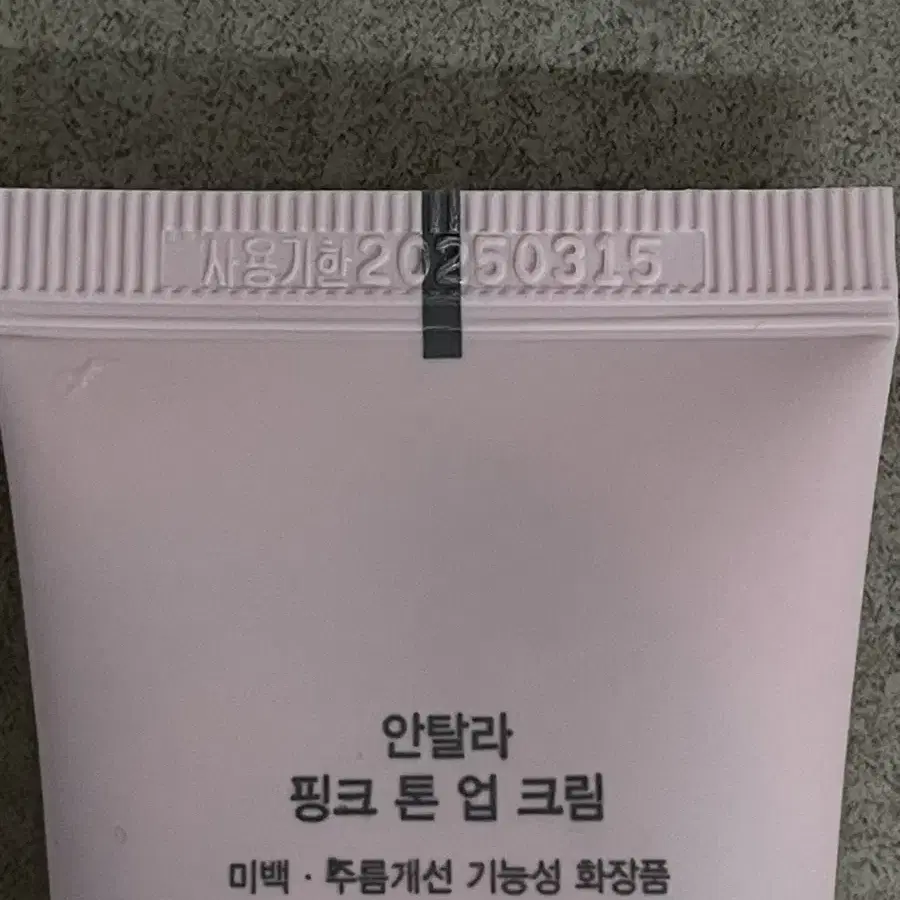 사용기한20250315
안탈라
핑크 톤 업 크림
미백 · 주름개선 기능성 화장품